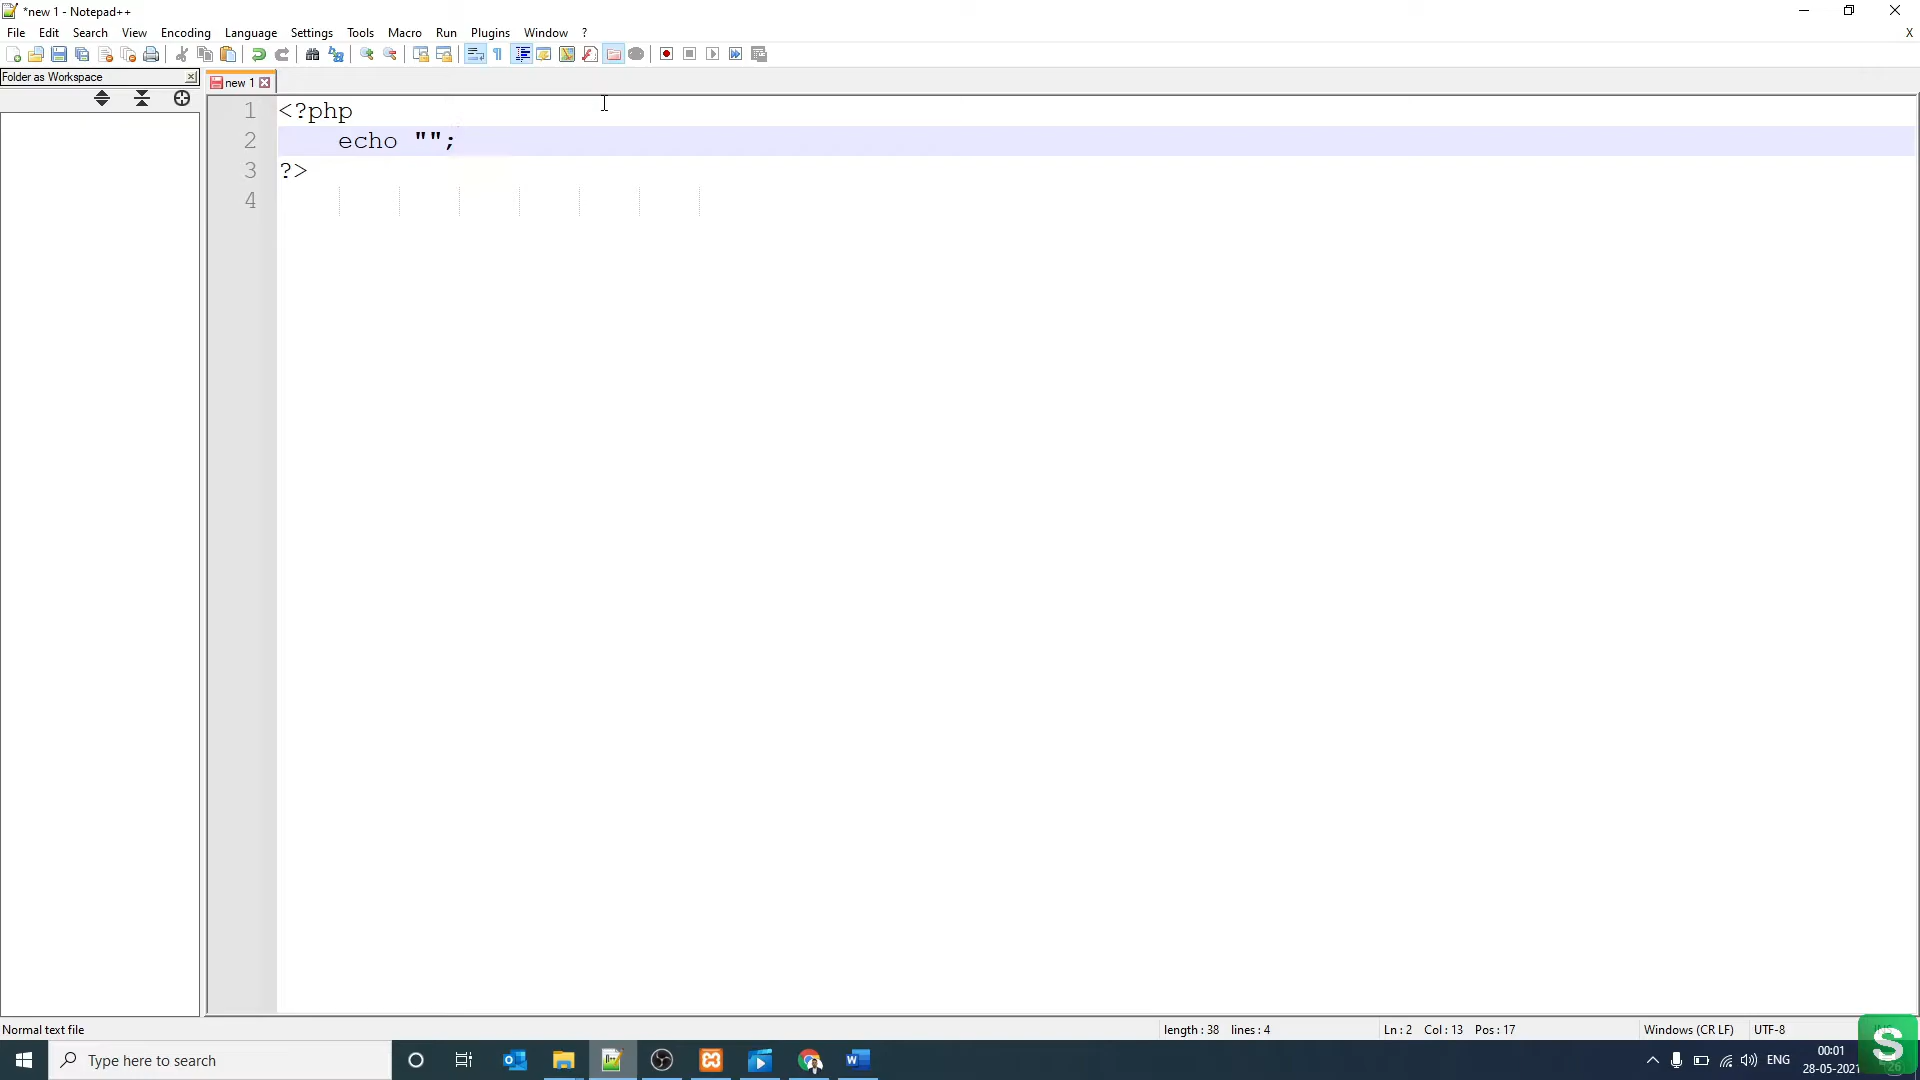 *new 1 - Notepad++
File Edit Search View Encoding Language Settings Tools Macro Run Plugins Window ? X
Folder as Workspace
new 1
1 <?php
2 echo "";
3 ?>
4
Normal text file length : 38 lines : 4 Ln : 2 Col : 13 Pos : 17 Windows (CR LF) UTF-8
Type here to search
ENG
00:01
28-05-2021
S